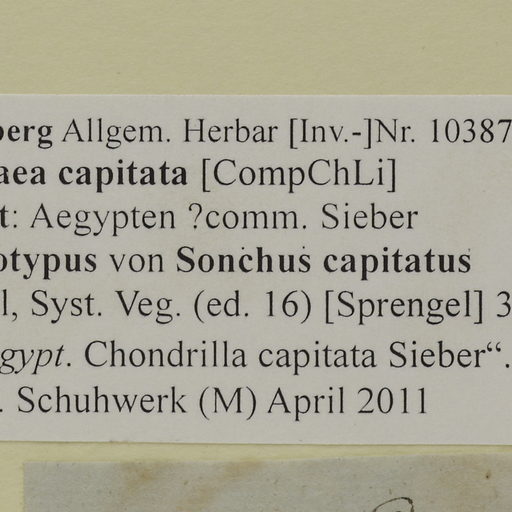 berg Allgem. Herbar [Inv.-]Nr. 10387
aea capitata [CompChLi]
t: Aegypten ?comm. Sieber
otypus von Sonchus capitatus
l, Syst. Veg. (ed. 16) [Sprengel] 3
gypt. Chondrilla capitata Sieber“.
. Schuhwerk (M) April 2011